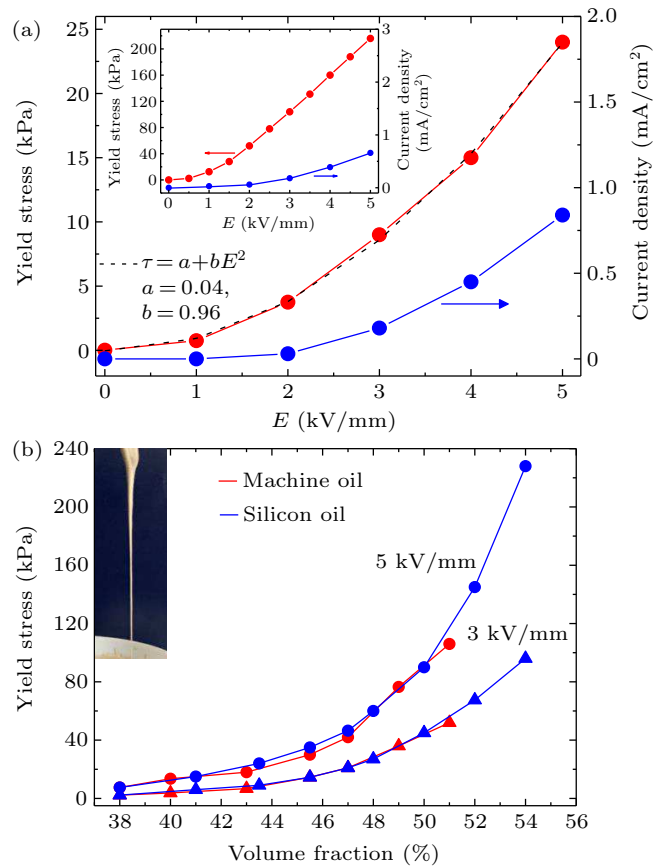 (a)
25
20
15
10
5
0
Yield stress (kPa)
0
1
2
3
4
5
E (kV/mm)
2.0
1.5
1.0
0.5
0
Current density (mA/cm²)
200
160
120
80
40
0
Yield stress (kPa)
0
1
2
3
4
5
E (kV/mm)
3
2
1
0
Current density
(mA/cm²)
τ=a+bE²
a=0.04,
b=0.96
(b)
240
200
160
120
80
40
0
Yield stress (kPa)
Machine oil
Silicon oil
5 kV/mm
3 kV/mm
38
40
42
44
46
48
50
52
54
56
Volume fraction (%)